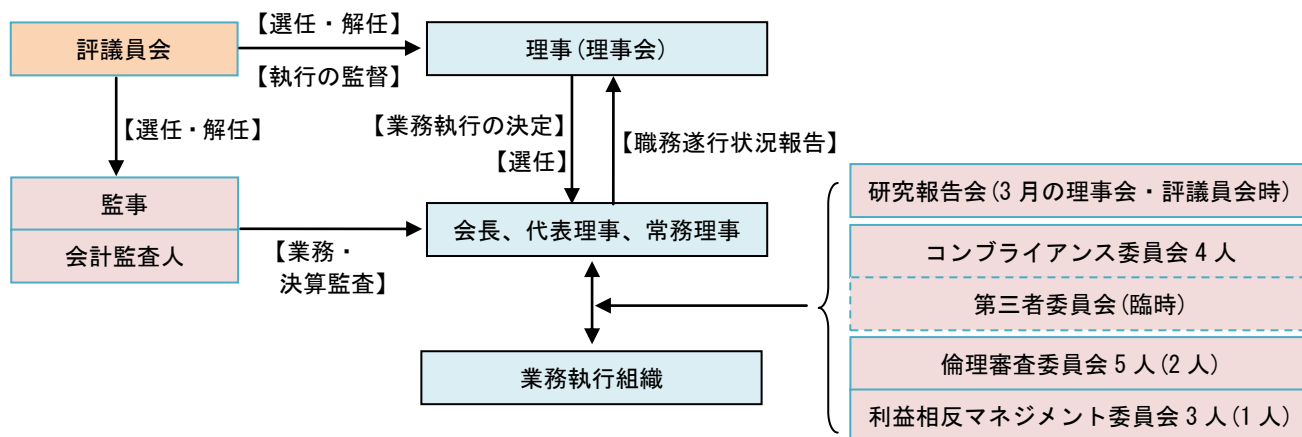 評議員会
【選任・解任】
【執行の監督】
理事(理事会)
【選任・解任】
【業務執行の決定】
【選任】
【職務遂行状況報告】
監事
会計監査人
【業務・
決算監査】
会長、代表理事、常務理事
業務執行組織
研究報告会(3月の理事会・評議員会時)
コンブライアンス委員会4人
第三者委員会(臨時)
倫理審査委員会5人(2人)
利益相反マネジメント委員会3人(1人)